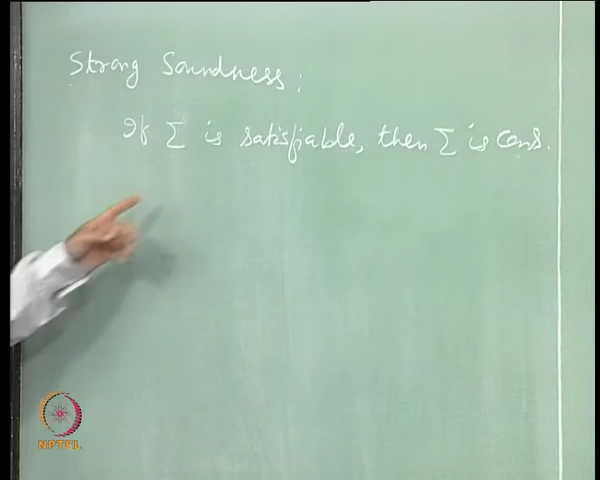 Strong Soundness:
If Σ is satisfiable, then Σ is Cons.
NPTEL